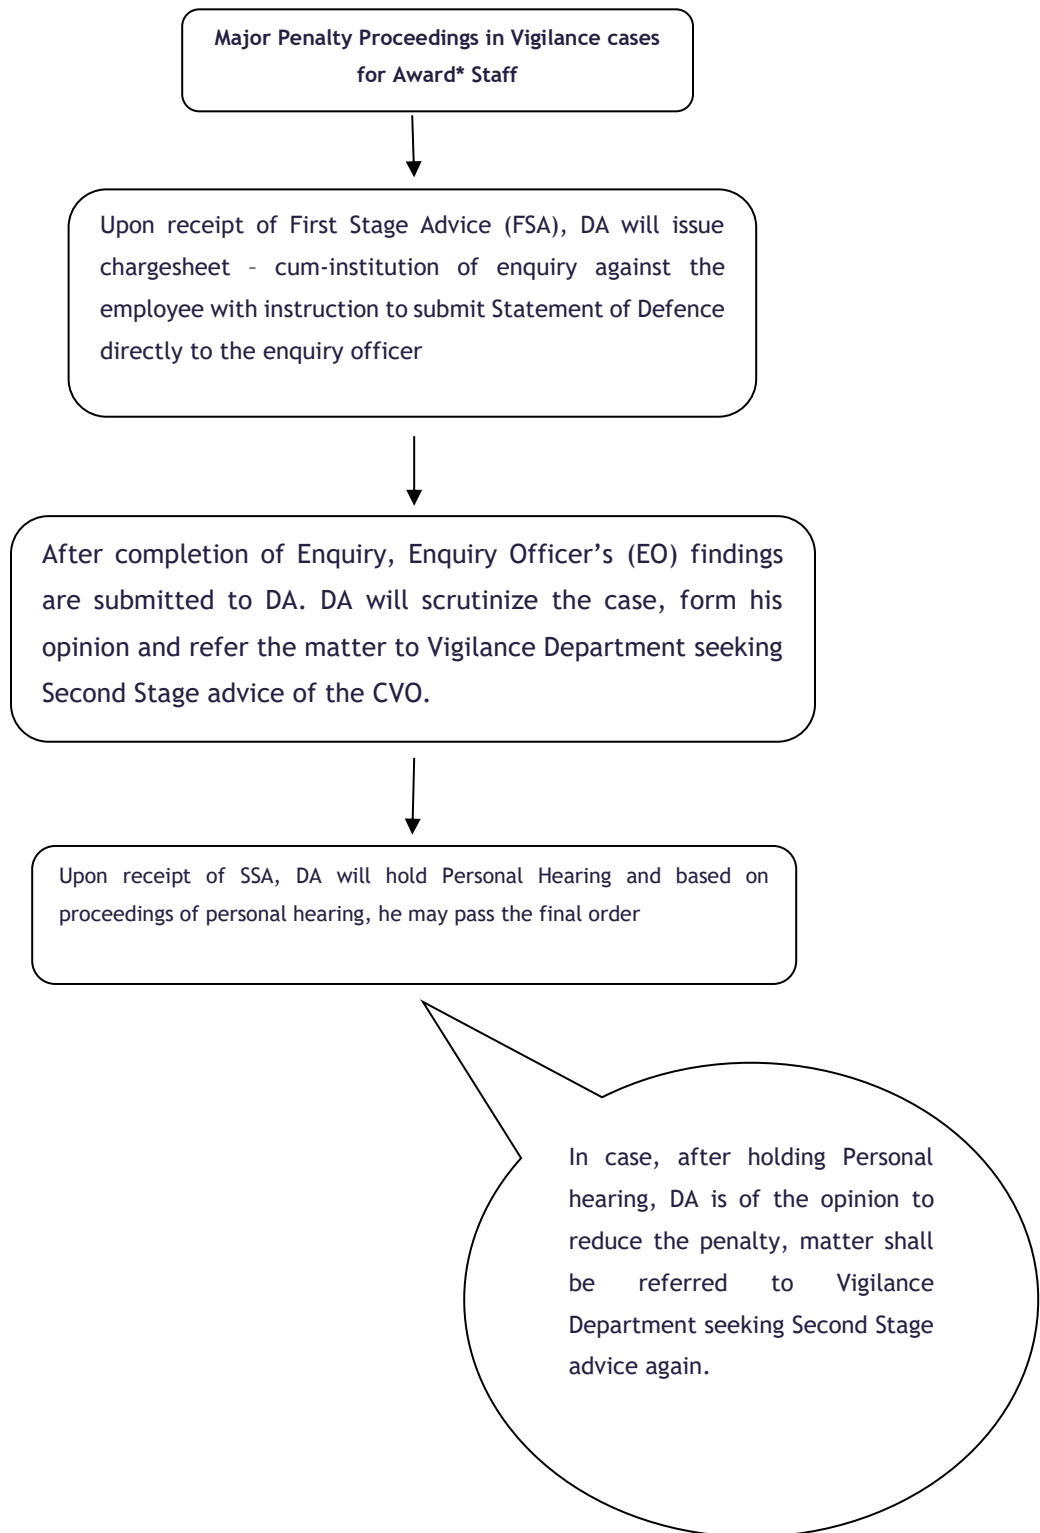 Major Penalty Proceedings in Vigilance cases
for Award* Staff
Upon receipt of First Stage Advice (FSA), DA will issue
chargesheet – cum-institution of enquiry against the
employee with instruction to submit Statement of Defence
directly to the enquiry officer
After completion of Enquiry, Enquiry Officer’s (EO) findings
are submitted to DA. DA will scrutinize the case, form his
opinion and refer the matter to Vigilance Department seeking
Second Stage advice of the CVO.
Upon receipt of SSA, DA will hold Personal Hearing and based on
proceedings of personal hearing, he may pass the final order
In case, after holding Personal
hearing, DA is of the opinion to
reduce the penalty, matter shall
be referred to Vigilance
Department seeking Second Stage
advice again.